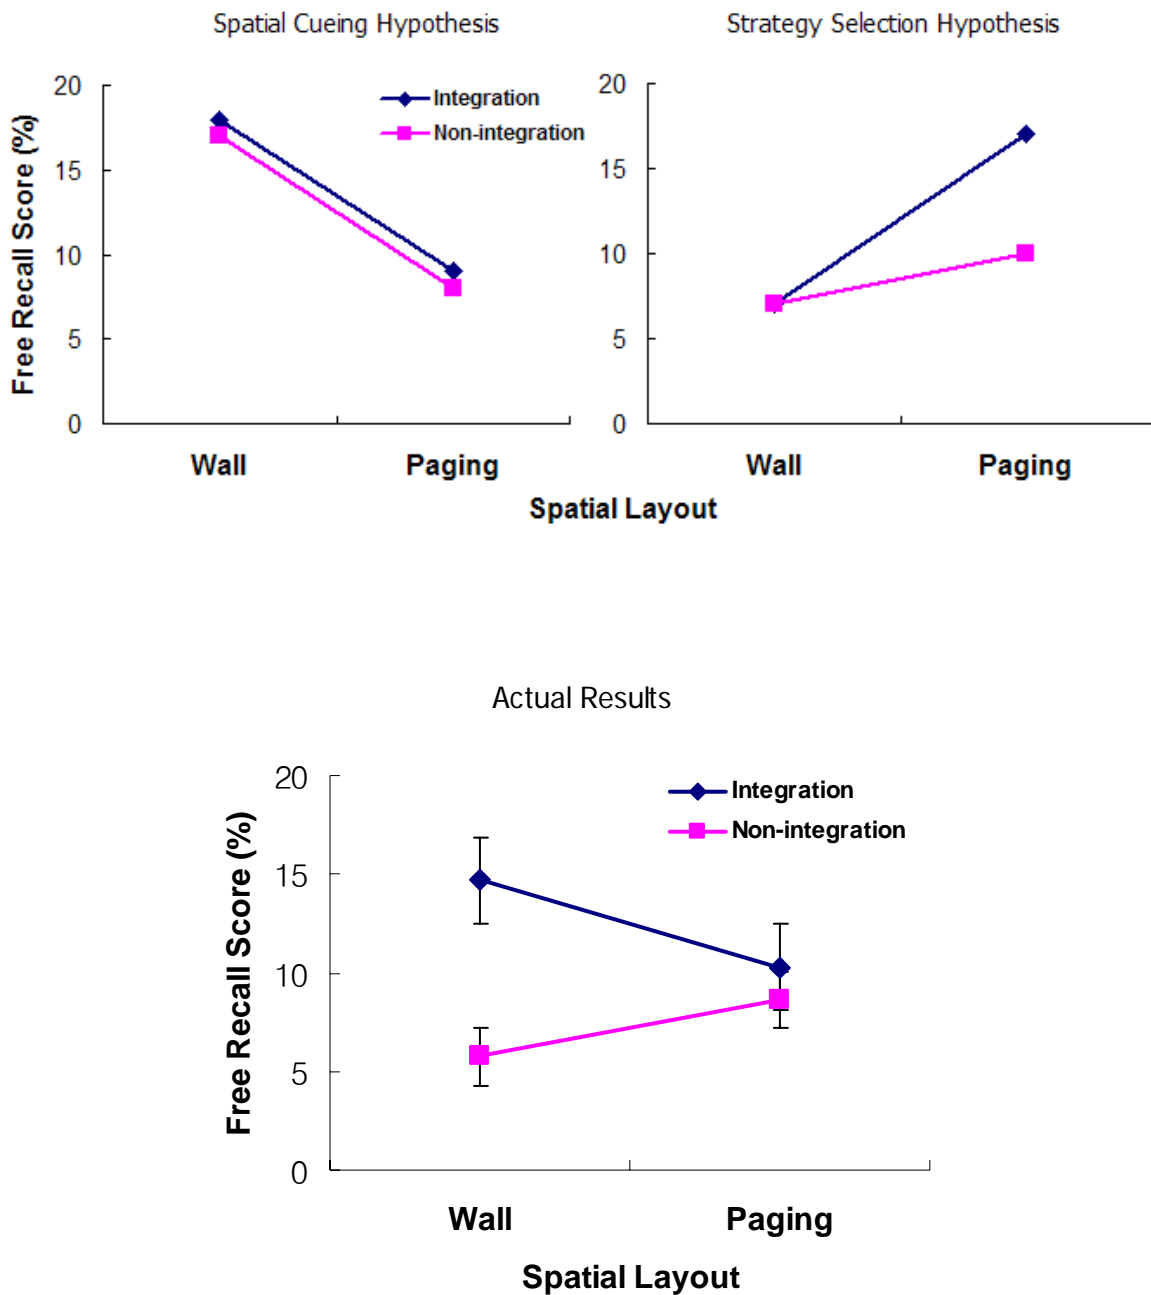 Spatial Cueing Hypothesis
Strategy Selection Hypothesis
Free Recall Score (%)
20
15
10
5
0
Integration
Non-integration
Wall
Paging
20
15
10
5
0
Wall
Paging
Spatial Layout
Actual Results
Free Recall Score (%)
20
15
10
5
0
Integration
Non-integration
Wall
Paging
Spatial Layout